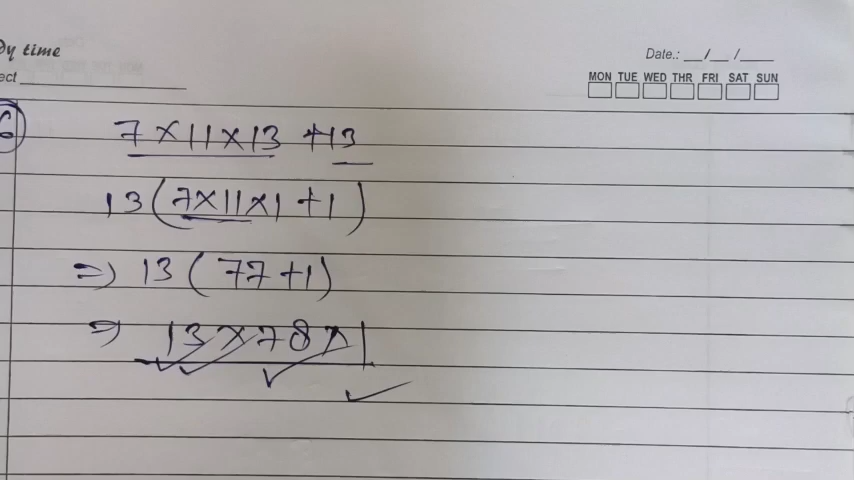 dy time
Date.: __/__/____
ect
MON TUE WED THR FRI SAT SUN
6
7 × 11 × 13 + 13
13 ( 7 × 11 × 1 + 1 )
⇒ 13 ( 77 + 1 )
⇒ 13 × 78 × 1